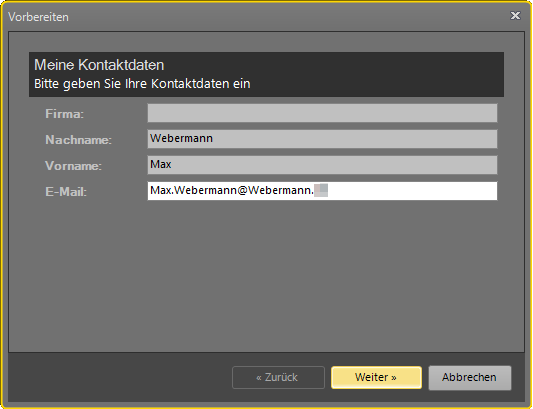 Vorbereiten
Meine Kontaktdaten
Bitte geben Sie Ihre Kontaktdaten ein
Firma:
Nachname: Webermann
Vorname: Max
E-Mail: Max.Webermann@Webermann.
« Zurück Weiter » Abbrechen